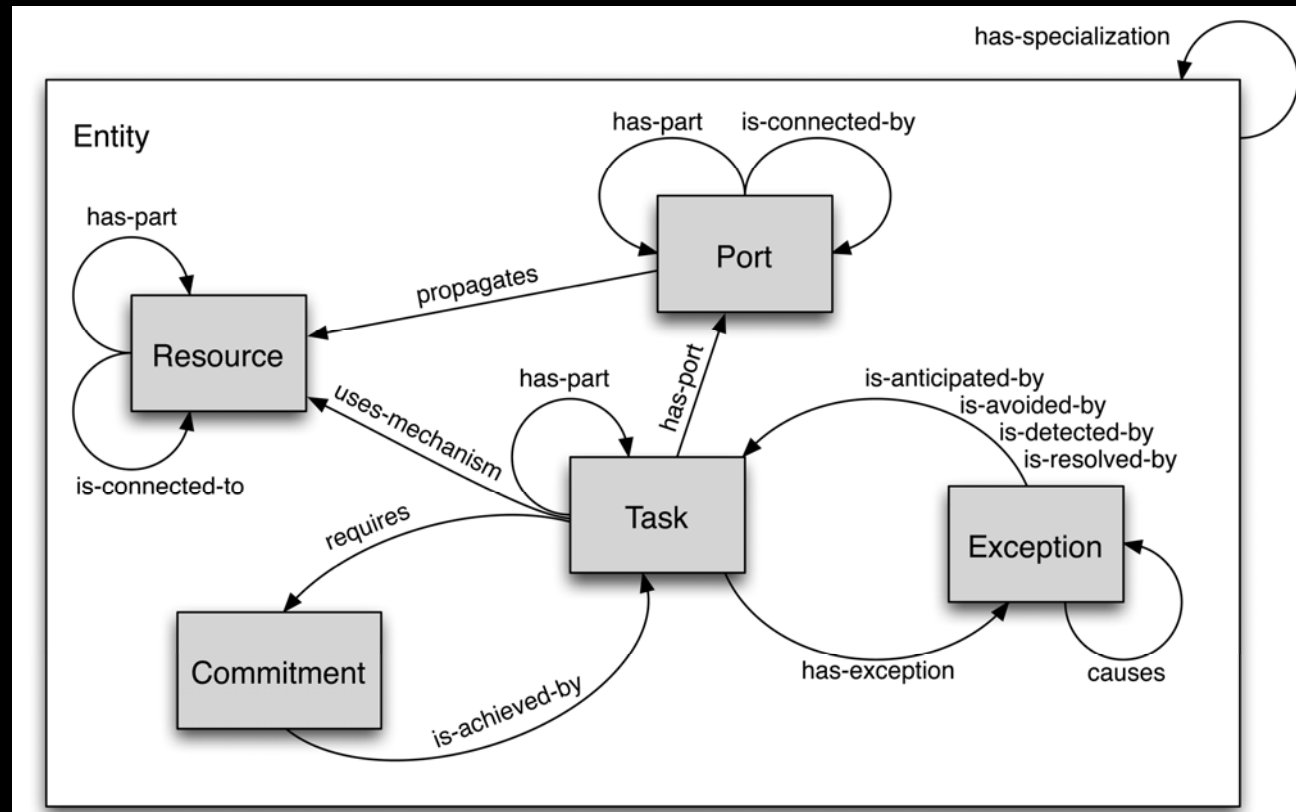 has-specialization
Entity
has-part
is-connected-by
has-part
Port
propagates
Resource
has-port
has-part
uses-mechanism
is-anticipated-by
is-avoided-by
is-detected-by
is-resolved-by
is-connected-to
requires
Task
Exception
Commitment
has-exception
causes
is-achieved-by